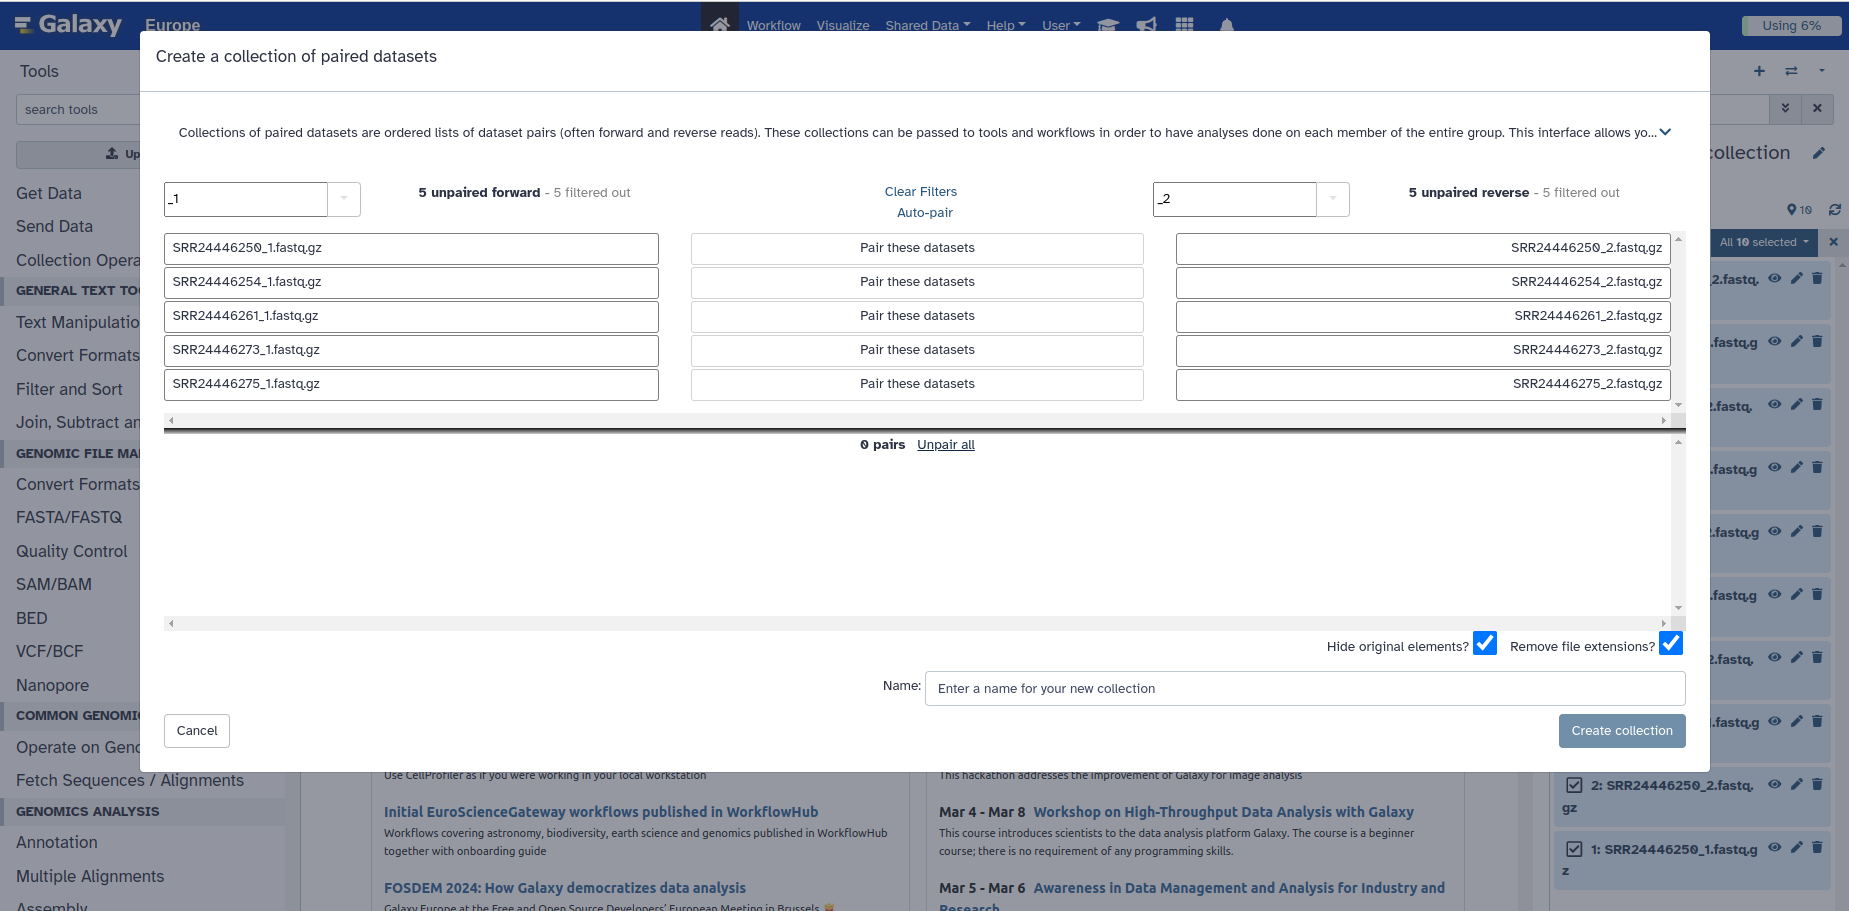 Galaxy Europe
Workflow Visualize Shared Data Help User
Using 6%
Tools
search tools
Up
Get Data
Send Data
Collection Opera
GENERAL TEXT TOO
Text Manipulatio
Convert Formats
Filter and Sort
Join, Subtract an
GENOMIC FILE MA
Convert Formats
FASTA/FASTQ
Quality Control
SAM/BAM
BED
VCF/BCF
Nanopore
COMMON GENOMI
Operate on Geno
Fetch Sequences / Alignments
GENOMICS ANALYSIS
Annotation
Multiple Alignments
Assembly
Create a collection of paired datasets
Collections of paired datasets are ordered lists of dataset pairs (often forward and reverse reads). These collections can be passed to tools and workflows in order to have analyses done on each member of the entire group. This interface allows yo...
_1
5 unpaired forward - 5 filtered out
Clear Filters
Auto-pair
_2
5 unpaired reverse - 5 filtered out
SRR24446250_1.fastq.gz Pair these datasets SRR24446250_2.fastq.gz
SRR24446254_1.fastq.gz Pair these datasets SRR24446254_2.fastq.gz
SRR24446261_1.fastq.gz Pair these datasets SRR24446261_2.fastq.gz
SRR24446273_1.fastq.gz Pair these datasets SRR24446273_2.fastq.gz
SRR24446275_1.fastq.gz Pair these datasets SRR24446275_2.fastq.gz
0 pairs Unpair all
Hide original elements? Remove file extensions?
Name: Enter a name for your new collection
Cancel Create collection
Use CellProfiler as if you were working in your local workstation
Initial EuroScienceGateway workflows published in WorkflowHub
Workflows covering astronomy, biodiversity, earth science and genomics published in WorkflowHub
together with onboarding guide
FOSDEM 2024: How Galaxy democratizes data analysis
Galaxy Europe at the Free and Open Source Developers' European Meeting in Brussels
This hackathon addresses the improvement of Galaxy for image analysis
Mar 4 - Mar 8 Workshop on High-Throughput Data Analysis with Galaxy
This course introduces scientists to the data analysis platform Galaxy. The course is a beginner
course; there is no requirement of any programming skills.
Mar 5 - Mar 6 Awareness in Data Management and Analysis for Industry and
Research
collection
10
All 10 selected
_2.fastq.
.fastq.g
2.fastq.
.fastq.g
.fastq.g
.fastq.g
2.fastq.
.fastq.g
2: SRR24446250_2.fastq.
gz
1: SRR24446250_1.fastq.g
z